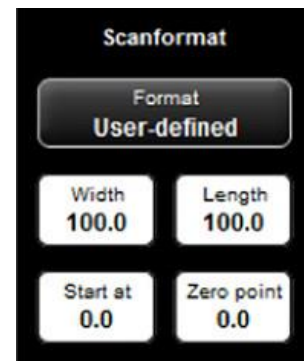 Scanformat
Format
User-defined
Width
Length
100.0
100.0
Start at
Zero point
0.0
0.0